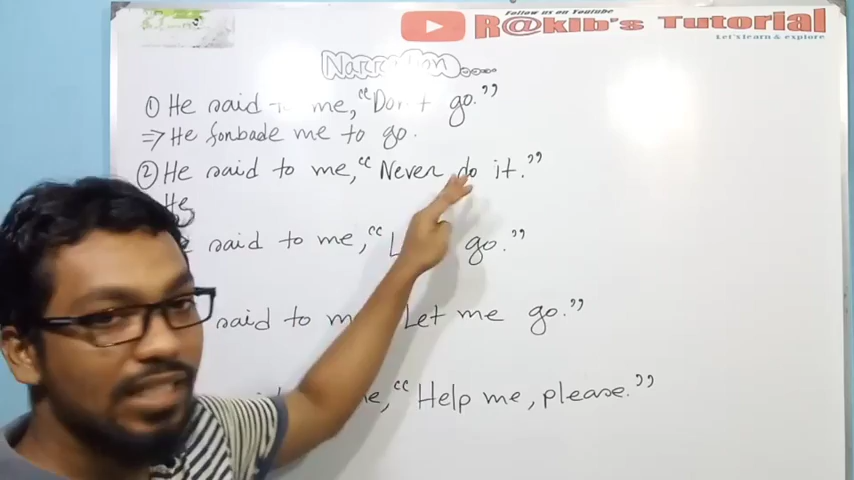 Follow us on Youtube
R@KIB's Tutorial
Let's learn & explore
Narration....
① He said to me, “Don't go.”
⇒ He forbade me to go.
② He said to me, “Never do it.”
He
said to me, “ go.”
said to “Let me go.”
“Help me, please.”